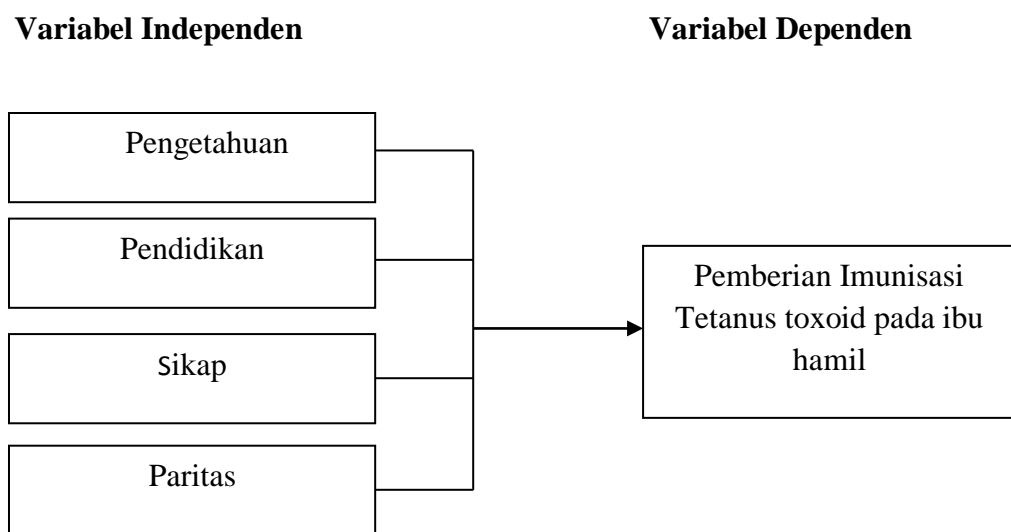 Variabel Independen
Variabel Dependen
Pengetahuan
Pendidikan
Sikap
Paritas
Pemberian Imunisasi
Tetanus toxoid pada ibu
hamil